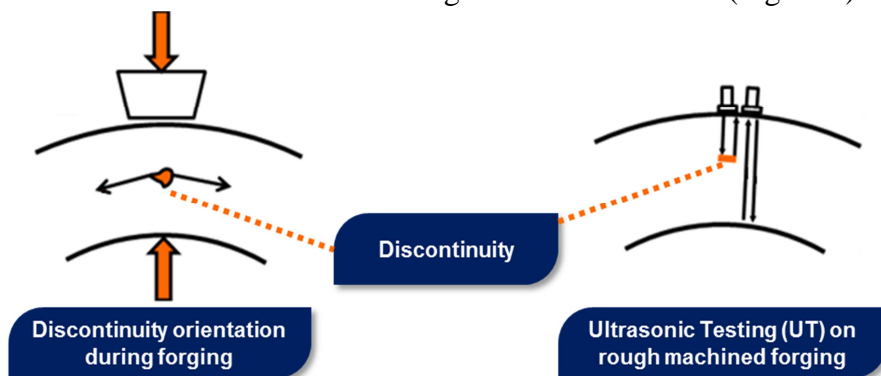 Discontinuity
Discontinuity orientation
during forging
Ultrasonic Testing (UT) on
rough machined forging